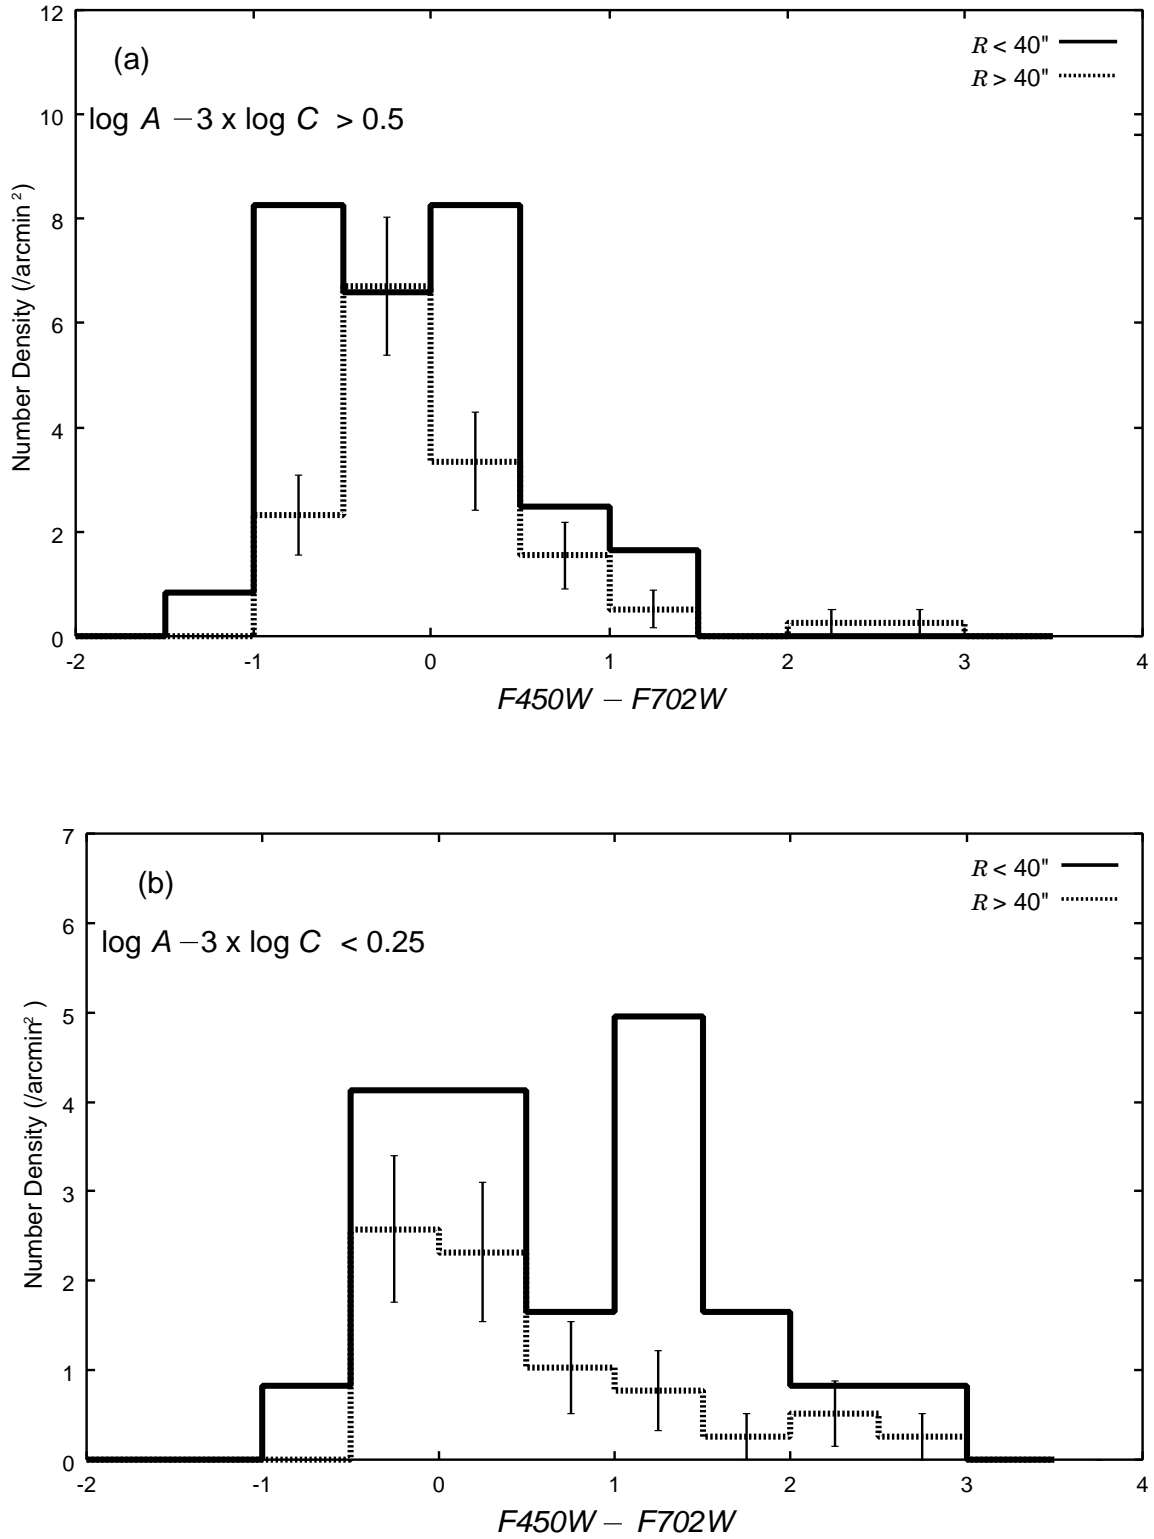 12
10
8
6
4
2
0
Number Density (/arcmin²)
(a)
log A − 3 x log C > 0.5
R < 40"
R > 40"
-2 -1 0 1 2 3 4
F450W − F702W
7
6
5
4
3
2
1
0
Number Density (/arcmin²)
(b)
log A − 3 x log C < 0.25
R < 40"
R > 40"
-2 -1 0 1 2 3 4
F450W − F702W